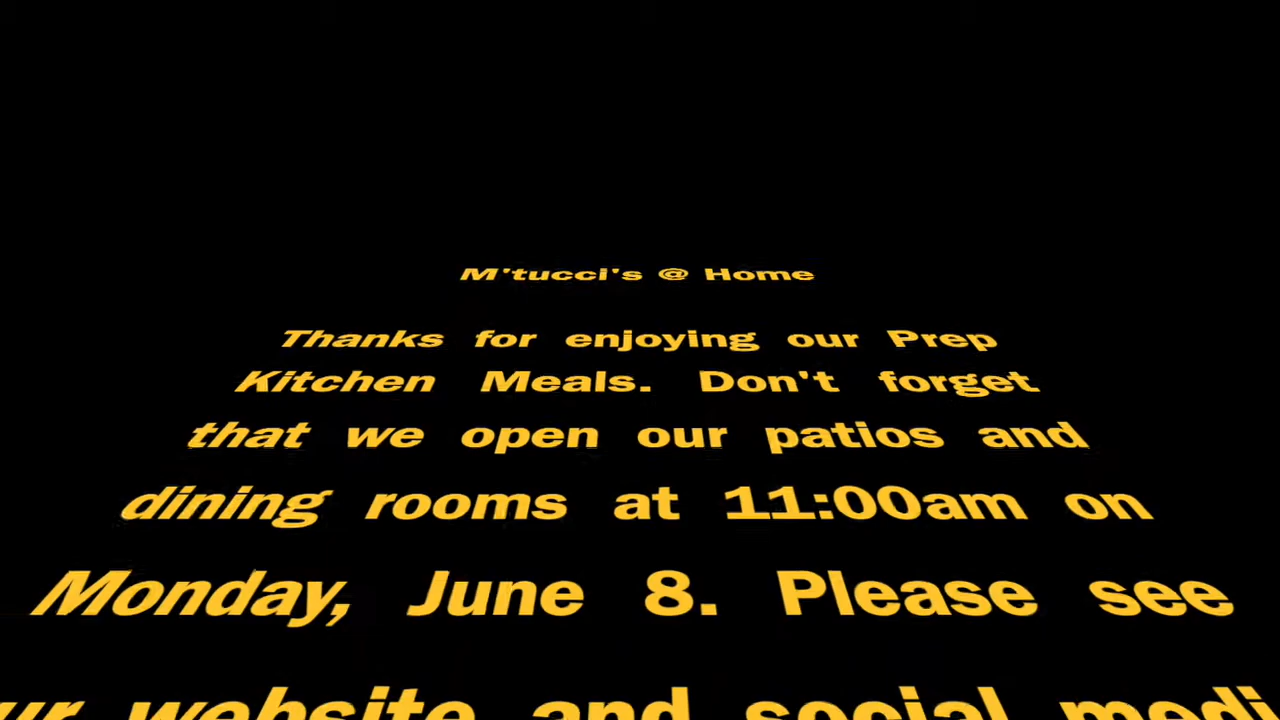 M'tucci's @ Home
Thanks for enjoying our Prep
Kitchen Meals. Don't forget
that we open our patios and
dining rooms at 11:00am on
Monday, June 8. Please see
website and social